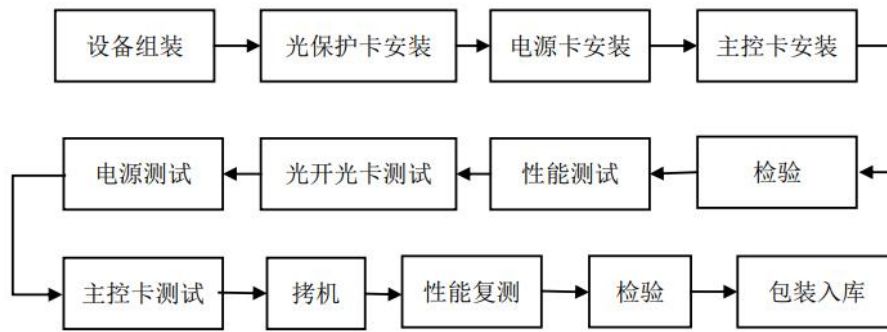 设备组装
光保护卡安装
电源卡安装
主控卡安装
检验
性能测试
光开光卡测试
电源测试
主控卡测试
拷机
性能复测
检验
包装入库